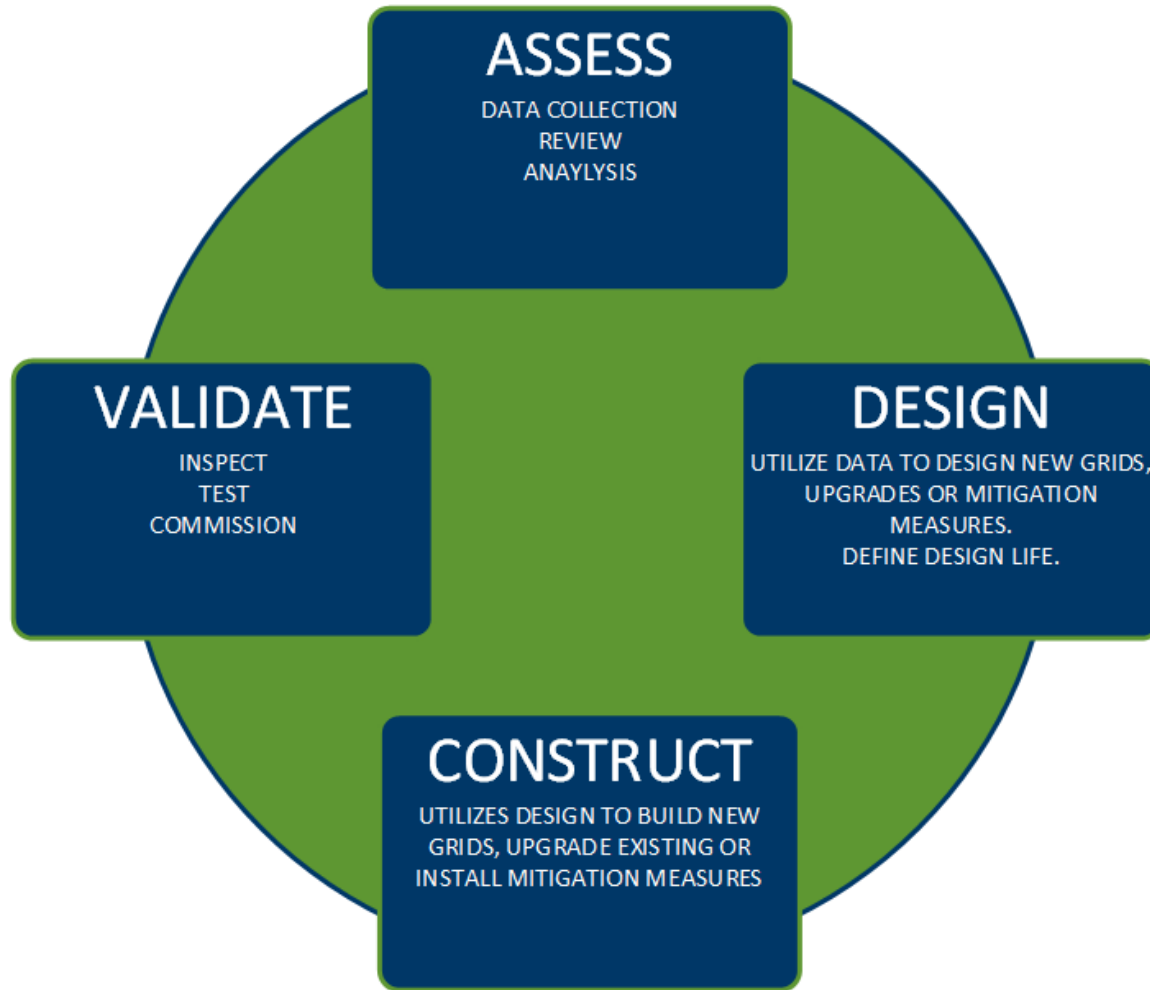 ASSESS
DATA COLLECTION
REVIEW
ANAYLYSIS
VALIDATE
INSPECT
TEST
COMMISSION
DESIGN
UTILIZE DATA TO DESIGN NEW GRIDS,
UPGRADES OR MITIGATION
MEASURES.
DEFINE DESIGN LIFE.
CONSTRUCT
UTILIZES DESIGN TO BUILD NEW
GRIDS, UPGRADE EXISTING OR
INSTALL MITIGATION MEASURES